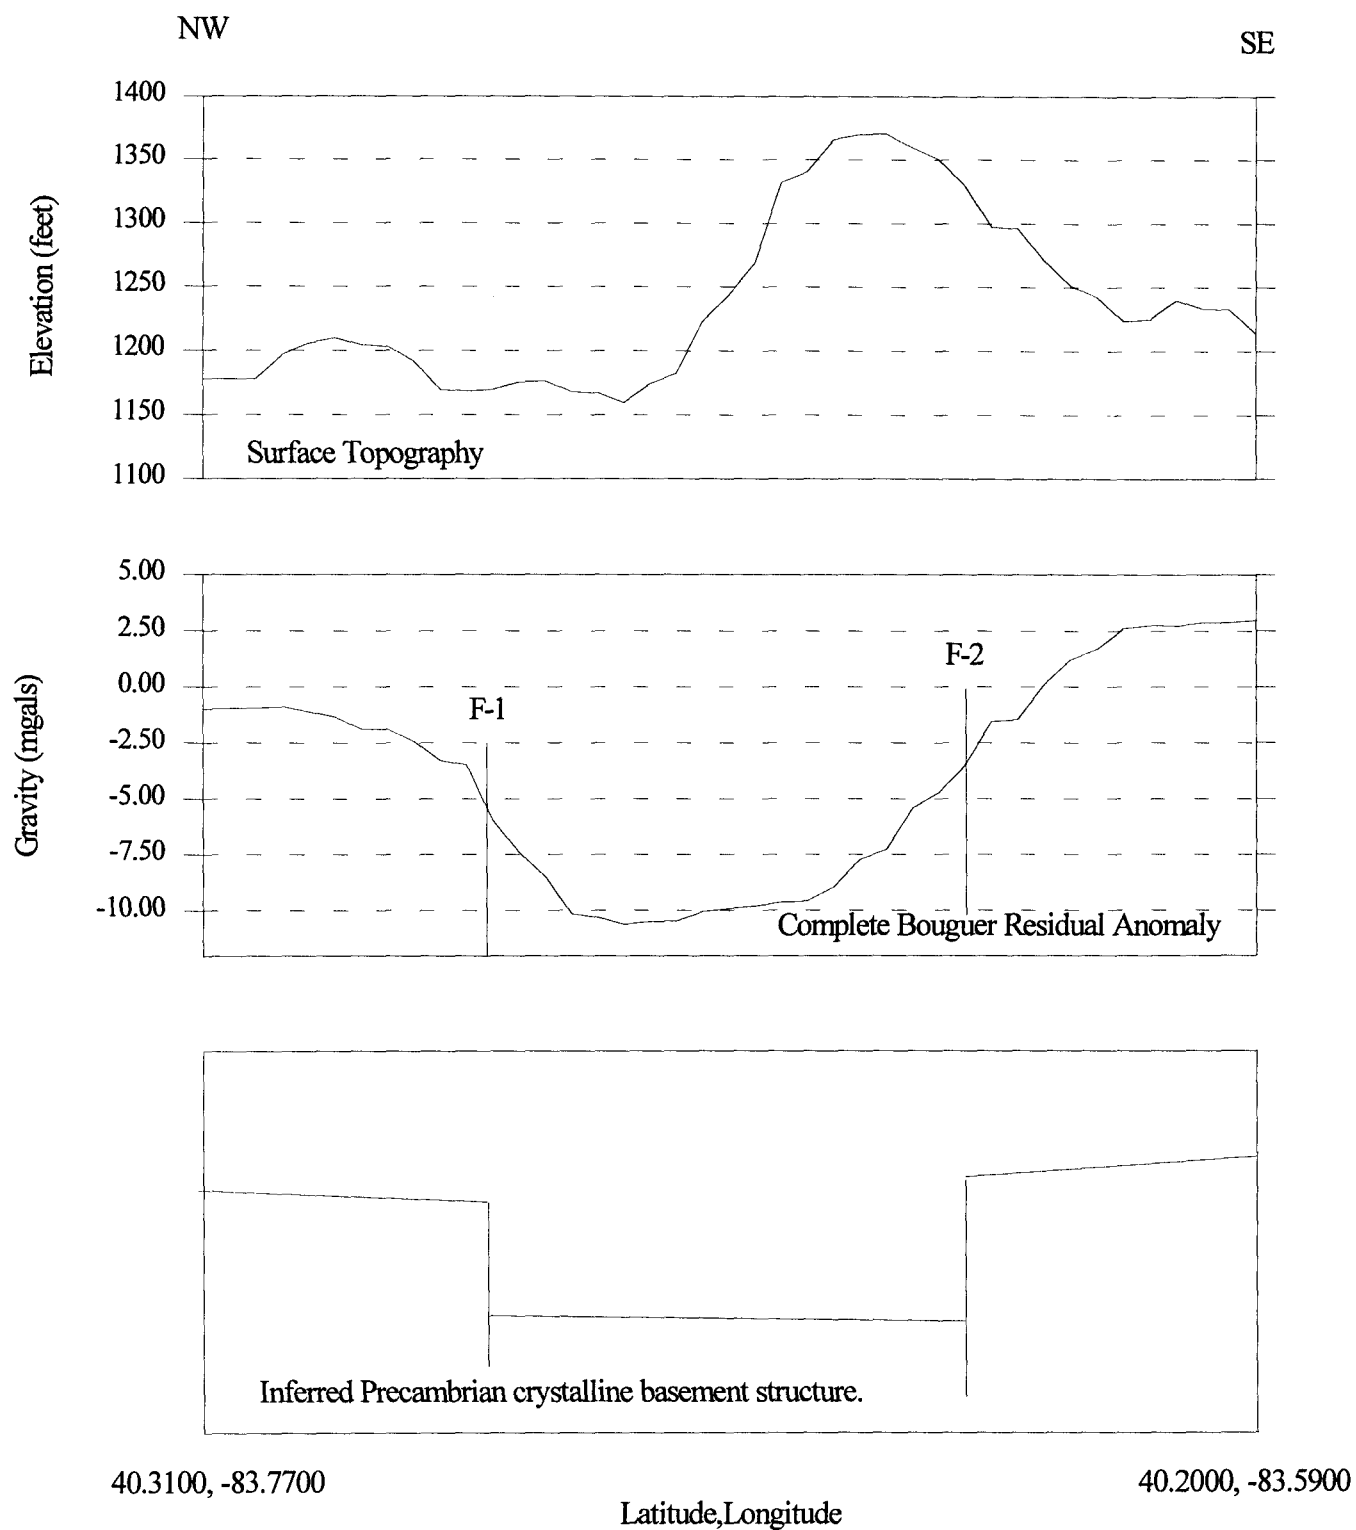 NW
SE
1400
1350
1300
1250
1200
1150
1100
Elevation (feet)
Surface Topography
5.00
2.50
0.00
-2.50
-5.00
-7.50
-10.00
Gravity (mgals)
F-1
F-2
Complete Bouguer Residual Anomaly
Inferred Precambrian crystalline basement structure.
40.3100, -83.7700
40.2000, -83.5900
Latitude,Longitude